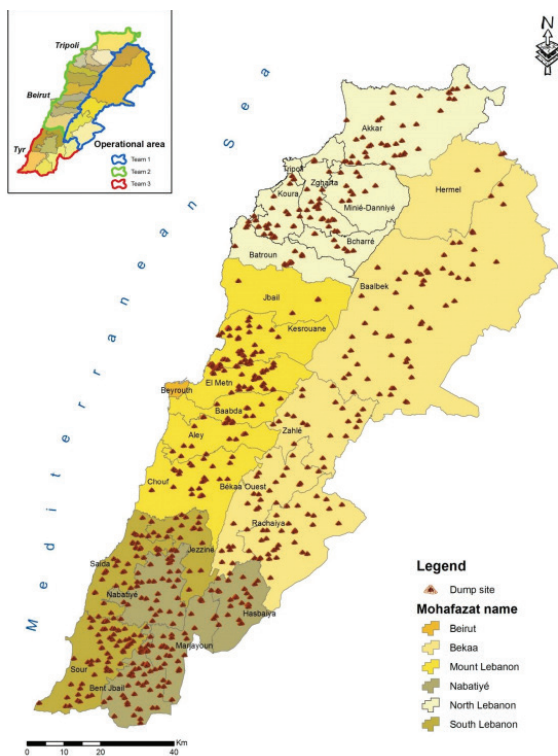 Tripoli
Beirut
Tyr
Operational area
Team 1
Team 2
Team 3
N
Mediterranean Sea
Akkar
Tripoli
Zgharta
Koura
Minié-Danniyé
Hermel
Bcharré
Batroun
Baalbek
Jbail
Kesrouane
El Metn
Beyrouth
Baabda
Zahlé
Aley
Chouf
Békaa Ouest
Rachaiya
Jezziné
Saida
Nabatiyé
Hasbaiya
Marjayoun
Sour
Bent Jbail
Legend
Dump site
Mohafazat name
Beirut
Bekaa
Mount Lebanon
Nabatiyé
North Lebanon
South Lebanon
Km
0 10 20 40